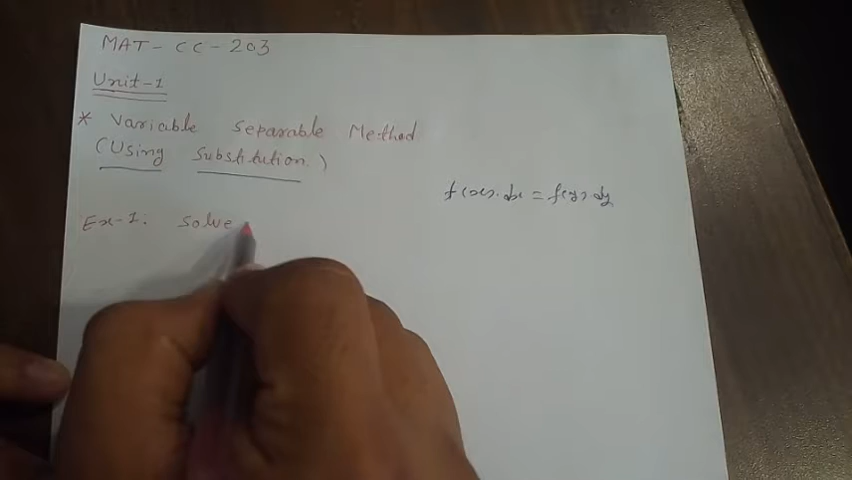 MAT - CC - 203
Unit-1
* Variable Separable Method
(Using Substitution.)
f(x).dx = f(y) dy
Ex-1: Solve